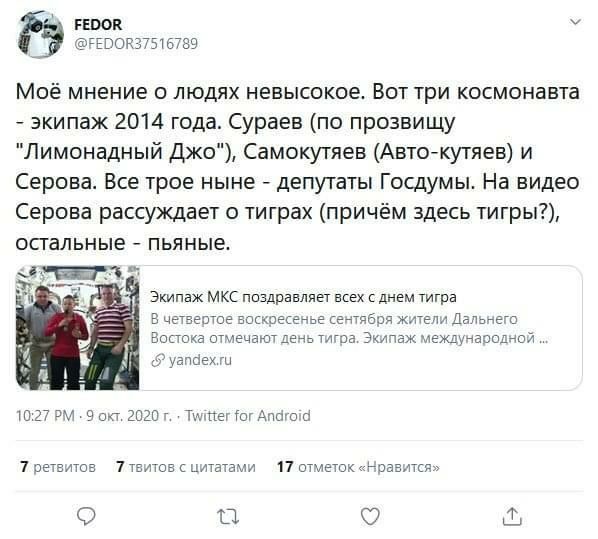 FEDOR
@FEDOR37516789
Моё мнение о людях невысокое. Вот три космонавта
- экипаж 2014 года. Сураев (по прозвищу
"Лимонадный Джо"), Самокутяев (Авто-кутяев) и
Серова. Все трое ныне - депутаты Госдумы. На видео
Серова рассуждает о тиграх (причём здесь тигры?),
остальные - пьяные.
Экипаж МКС поздравляет всех с днем тигра
В четвертое воскресенье сентября жители Дальнего
Востока отмечают день тигра. Экипаж международной ...
yandex.ru
10:27 PM · 9 окт. 2020 г. · Twitter for Android
7 ретвитов 7 твитов с цитатами 17 отметок «Нравится»